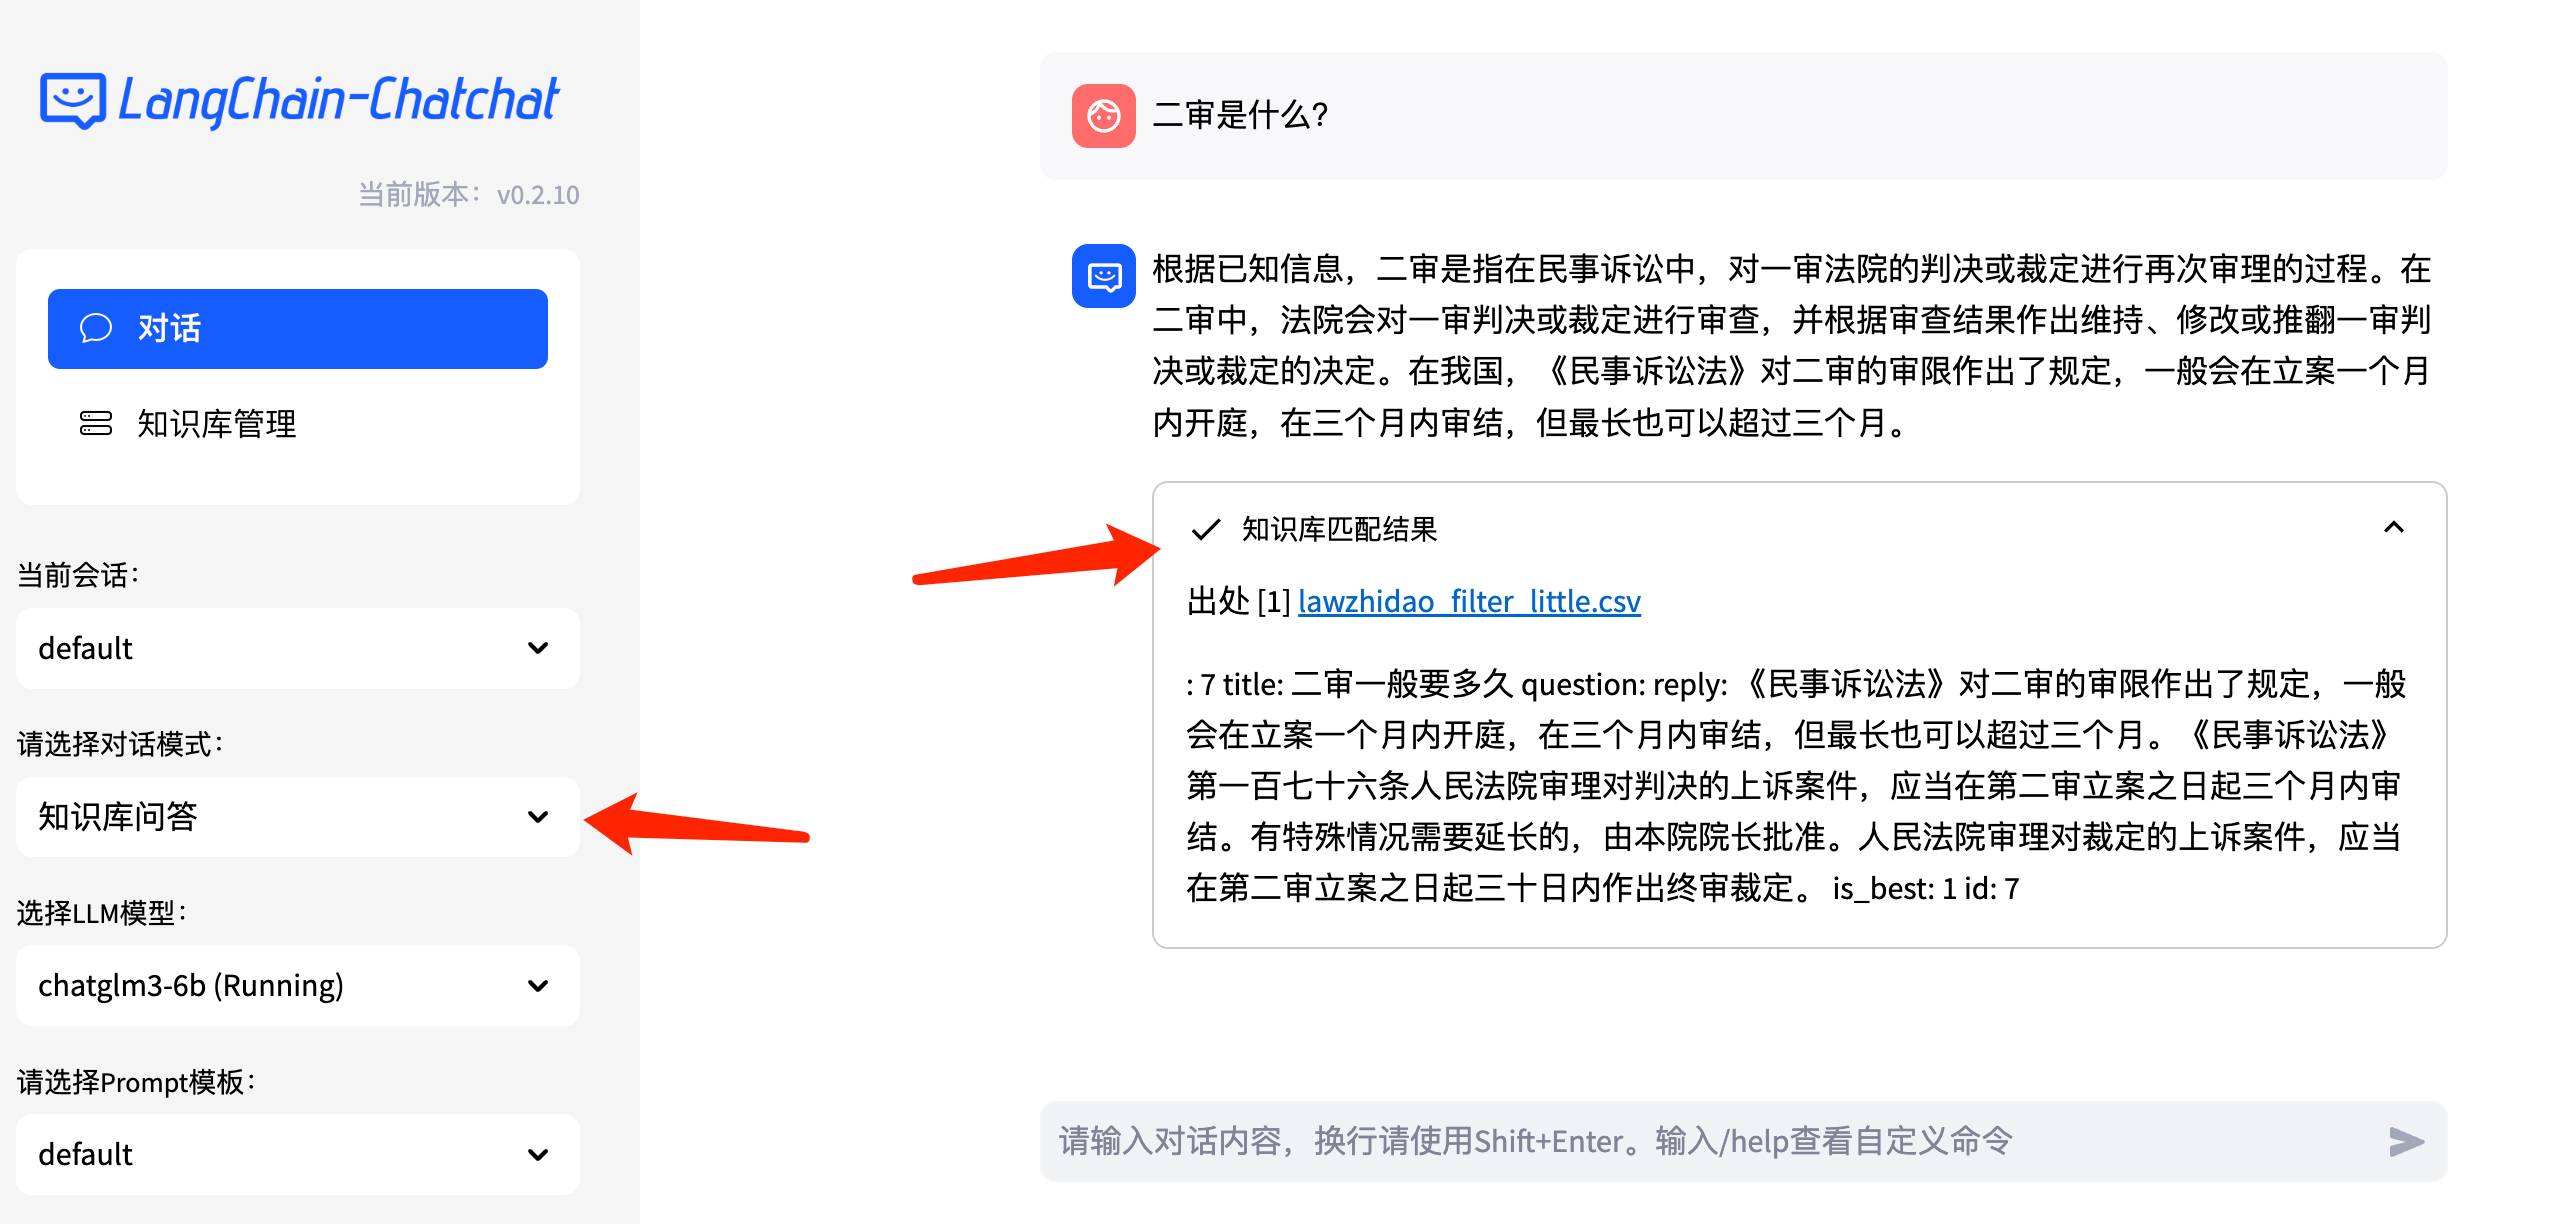 LangChain-Chatchat
当前版本：v0.2.10
对话
知识库管理
当前会话：
default
请选择对话模式：
知识库问答
选择LLM模型：
chatglm3-6b (Running)
请选择Prompt模板：
default
二审是什么?
根据已知信息，二审是指在民事诉讼中，对一审法院的判决或裁定进行再次审理的过程。在
二审中，法院会对一审判决或裁定进行审查，并根据审查结果作出维持、修改或推翻一审判
决或裁定的决定。在我国，《民事诉讼法》对二审的审限作出了规定，一般会在立案一个月
内开庭，在三个月内审结，但最长也可以超过三个月。
知识库匹配结果
出处 [1] lawzhidao_filter_little.csv
: 7 title: 二审一般要多久 question: reply: 《民事诉讼法》对二审的审限作出了规定，一般
会在立案一个月内开庭，在三个月内审结，但最长也可以超过三个月。《民事诉讼法》
第一百七十六条人民法院审理对判决的上诉案件，应当在第二审立案之日起三个月内审
结。有特殊情况需要延长的，由本院院长批准。人民法院审理对裁定的上诉案件，应当
在第二审立案之日起三十日内作出终审裁定。 is_best: 1 id: 7
请输入对话内容，换行请使用Shift+Enter。输入/help查看自定义命令